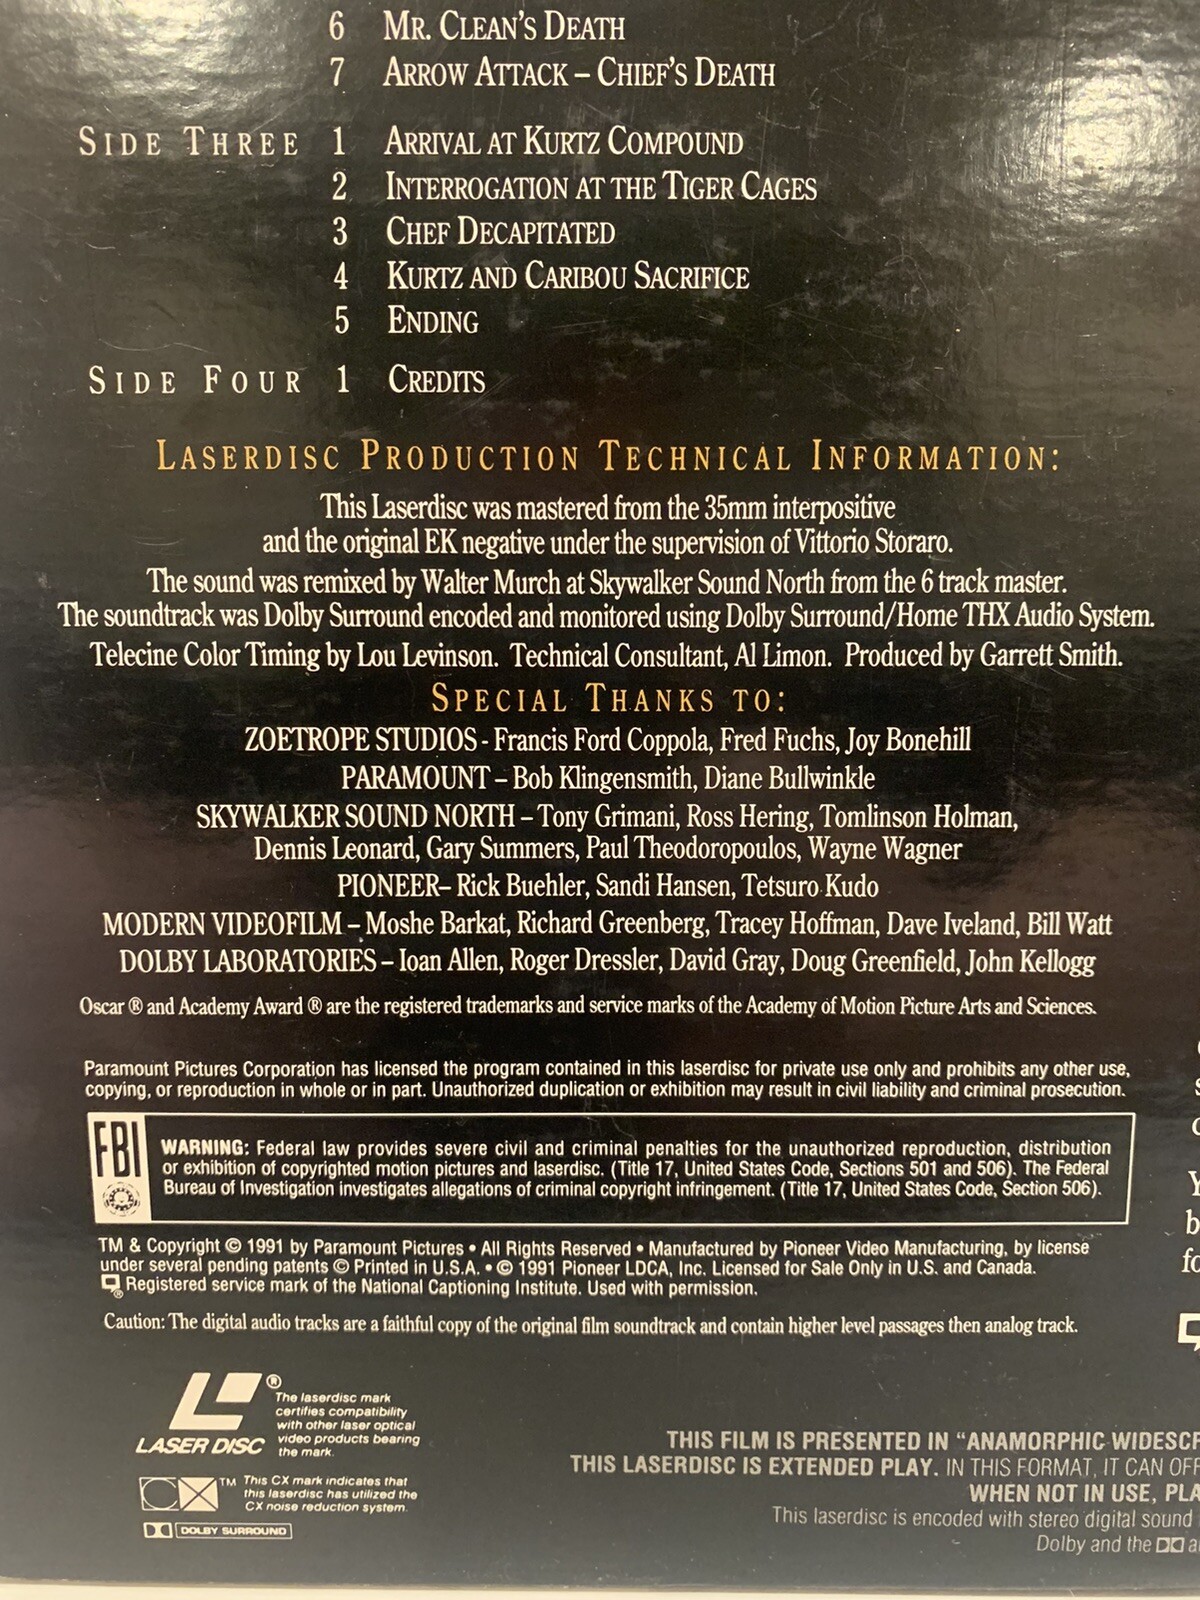 6 MR. CLEAN'S DEATH
7 ARROW ATTACK – CHIEF'S DEATH
SIDE THREE 1 ARRIVAL AT KURTZ COMPOUND
2 INTERROGATION AT THE TIGER CAGES
3 CHEF DECAPITATED
4 KURTZ AND CARIBOU SACRIFICE
5 ENDING
SIDE FOUR 1 CREDITS
LASERDISC PRODUCTION TECHNICAL INFORMATION:
This Laserdisc was mastered from the 35mm interpositive
and the original EK negative under the supervision of Vittorio Storaro.
The sound was remixed by Walter Murch at Skywalker Sound North from the 6 track master.
The soundtrack was Dolby Surround encoded and monitored using Dolby Surround/Home THX Audio System.
Telecine Color Timing by Lou Levinson. Technical Consultant, Al Limon. Produced by Garrett Smith.
SPECIAL THANKS TO:
ZOETROPE STUDIOS - Francis Ford Coppola, Fred Fuchs, Joy Bonehill
PARAMOUNT – Bob Klingensmith, Diane Bullwinkle
SKYWALKER SOUND NORTH – Tony Grimani, Ross Hering, Tomlinson Holman,
Dennis Leonard, Gary Summers, Paul Theodoropoulos, Wayne Wagner
PIONEER– Rick Buehler, Sandi Hansen, Tetsuro Kudo
MODERN VIDEOFILM – Moshe Barkat, Richard Greenberg, Tracey Hoffman, Dave Iveland, Bill Watt
DOLBY LABORATORIES – Ioan Allen, Roger Dressler, David Gray, Doug Greenfield, John Kellogg
Oscar ® and Academy Award ® are the registered trademarks and service marks of the Academy of Motion Picture Arts and Sciences.
Paramount Pictures Corporation has licensed the program contained in this laserdisc for private use only and prohibits any other use,
copying, or reproduction in whole or in part. Unauthorized duplication or exhibition may result in civil liability and criminal prosecution.
FBI
WARNING: Federal law provides severe civil and criminal penalties for the unauthorized reproduction, distribution
or exhibition of copyrighted motion pictures and laserdisc. (Title 17, United States Code, Sections 501 and 506). The Federal
Bureau of Investigation investigates allegations of criminal copyright infringement. (Title 17, United States Code, Section 506).
TM & Copyright © 1991 by Paramount Pictures • All Rights Reserved • Manufactured by Pioneer Video Manufacturing, by license
under several pending patents © Printed in U.S.A. • © 1991 Pioneer LDCA, Inc. Licensed for Sale Only in U.S. and Canada.
® Registered service mark of the National Captioning Institute. Used with permission.
Caution: The digital audio tracks are a faithful copy of the original film soundtrack and contain higher level passages then analog track.
LASER DISC ®
The laserdisc mark
certifies compatibility
with other laser optical
video products bearing
the mark.
CX ™ This CX mark indicates that
this laserdisc has utilized the
CX noise reduction system.
DOLBY SURROUND
THIS FILM IS PRESENTED IN “ANAMORPHIC WIDESCR
THIS LASERDISC IS EXTENDED PLAY. IN THIS FORMAT, IT CAN OFF
WHEN NOT IN USE, PLA
This laserdisc is encoded with stereo digital sound
Dolby and the